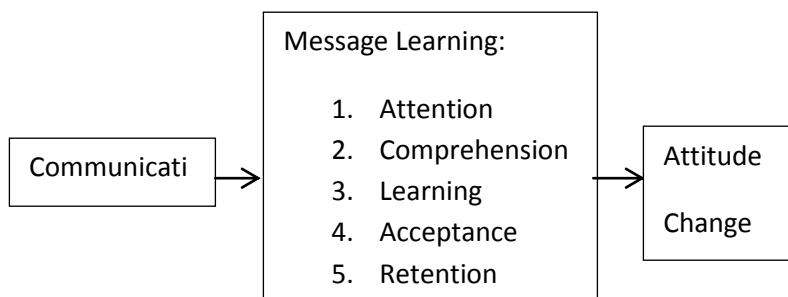 Message Learning:
1. Attention
2. Comprehension
3. Learning
4. Acceptance
5. Retention
Communicati
Attitude
Change